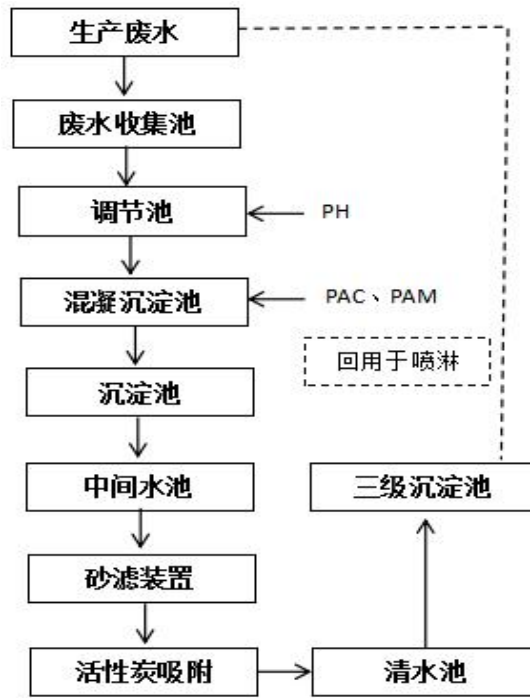 生产废水
废水收集池
调节池
PH
混凝沉淀池
PAC、PAM
回用于喷淋
沉淀池
中间水池
三级沉淀池
砂滤装置
活性炭吸附
清水池